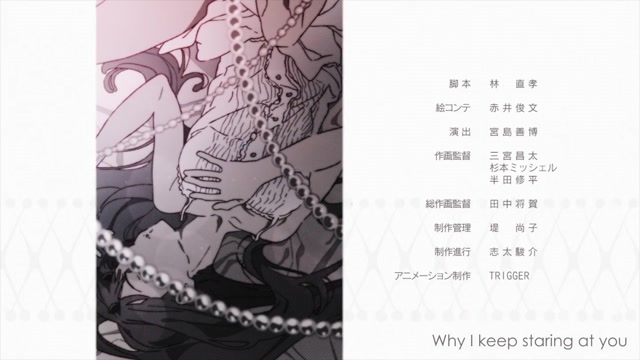 脚本 林 直孝
絵コンテ 赤井俊文
演出 宮島善博
作画監督 三宮昌太
杉本ミッシェル
半田修平
総作画監督 田中将賀
制作管理 堤 尚子
制作進行 志太駿介
アニメーション制作 TRIGGER
Why I keep staring at you